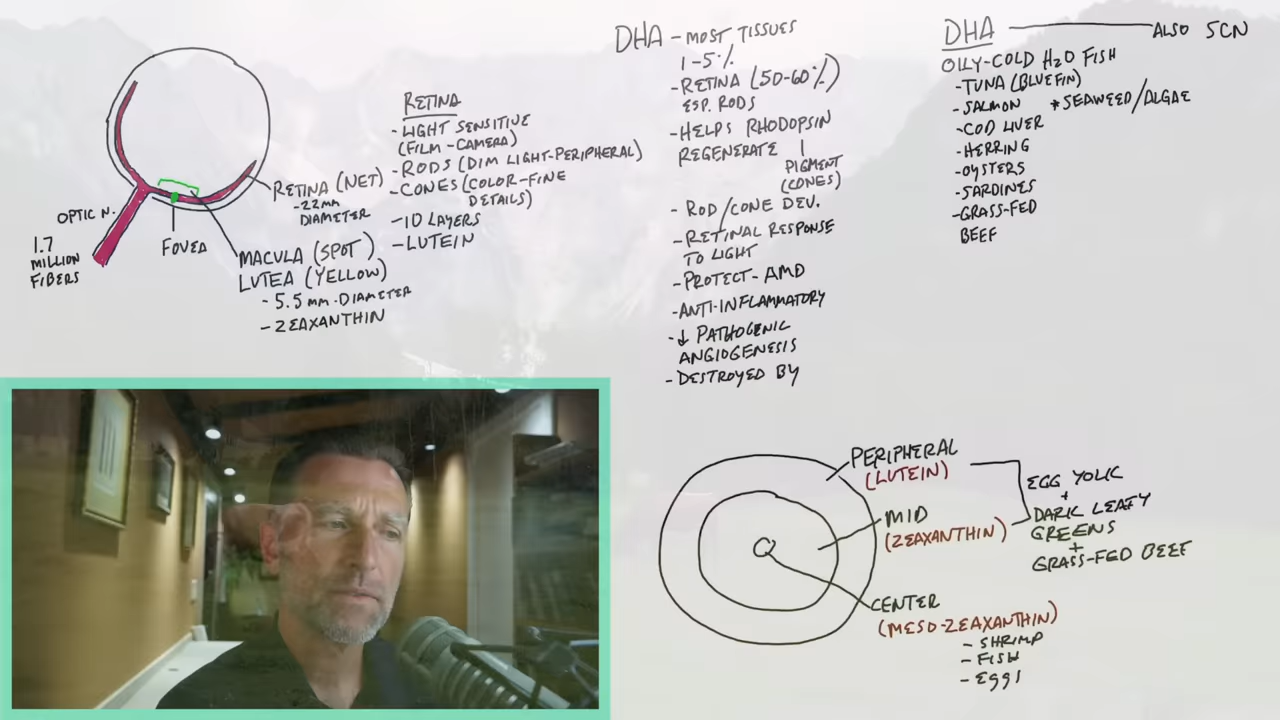 OPTIC N.
1.7
MILLION
FIBERS
FOVEA
RETINA (NET)
-22MM
DIAMETER
MACULA (SPOT)
LUTEA (YELLOW)
- 5.5 MM-DIAMETER
- ZEAXANTHIN
RETINA
- LIGHT SENSITIVE
(FILM-CAMERA)
- RODS (DIM LIGHT-PERIPHERAL)
- CONES (COLOR-FINE
DETAILS)
- 10 LAYERS
- LUTEIN
DHA - MOST TISSUES
1-5%
- RETINA (50-60%)
ESP. RODS
- HELPS RHODOPSIN
REGENERATE
PIGMENT
(CONES)
- ROD/CONE DEV.
- RETINAL RESPONSE
TO LIGHT
- PROTECT-AMD
- ANTI-INFLAMMATORY
- ↓ PATHOGENIC
ANGIOGENESIS
- DESTROYED BY
DHA ALSO SCN
OILY-COLD H2O FISH
- TUNA (BLUEFIN)
- SALMON *SEAWEED/ALGAE
- COD LIVER
- HERRING
- OYSTERS
- SARDINES
- GRASS-FED
BEEF
PERIPHERAL
(LUTEIN)
MID
(ZEAXANTHIN)
EGG YOLK
+
DARK LEAFY
GREENS
+
GRASS-FED BEEF
CENTER
(MESO-ZEAXANTHIN)
- SHRIMP
- FISH
- EGGS